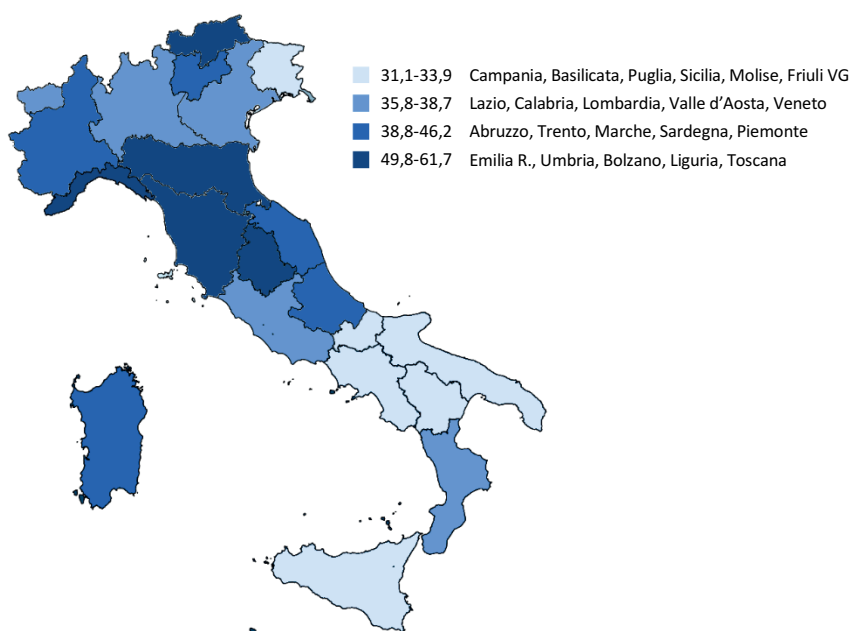 31,1-33,9 Campania, Basilicata, Puglia, Sicilia, Molise, Friuli VG
35,8-38,7 Lazio, Calabria, Lombardia, Valle d’Aosta, Veneto
38,8-46,2 Abruzzo, Trento, Marche, Sardegna, Piemonte
49,8-61,7 Emilia R., Umbria, Bolzano, Liguria, Toscana